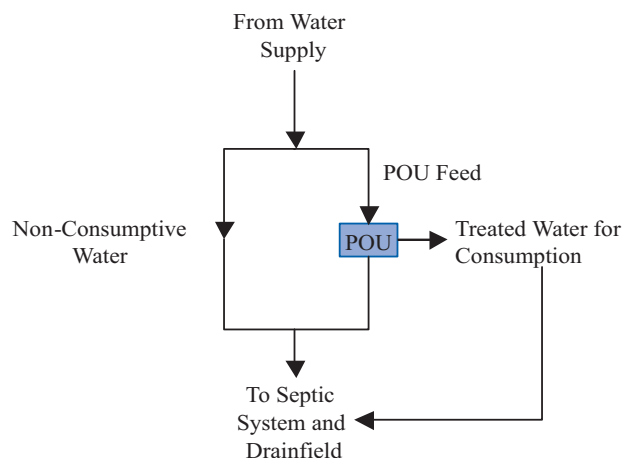 From Water
Supply
POU Feed
Non-Consumptive
Water
POU
Treated Water for
Consumption
To Septic
System and
Drainfield